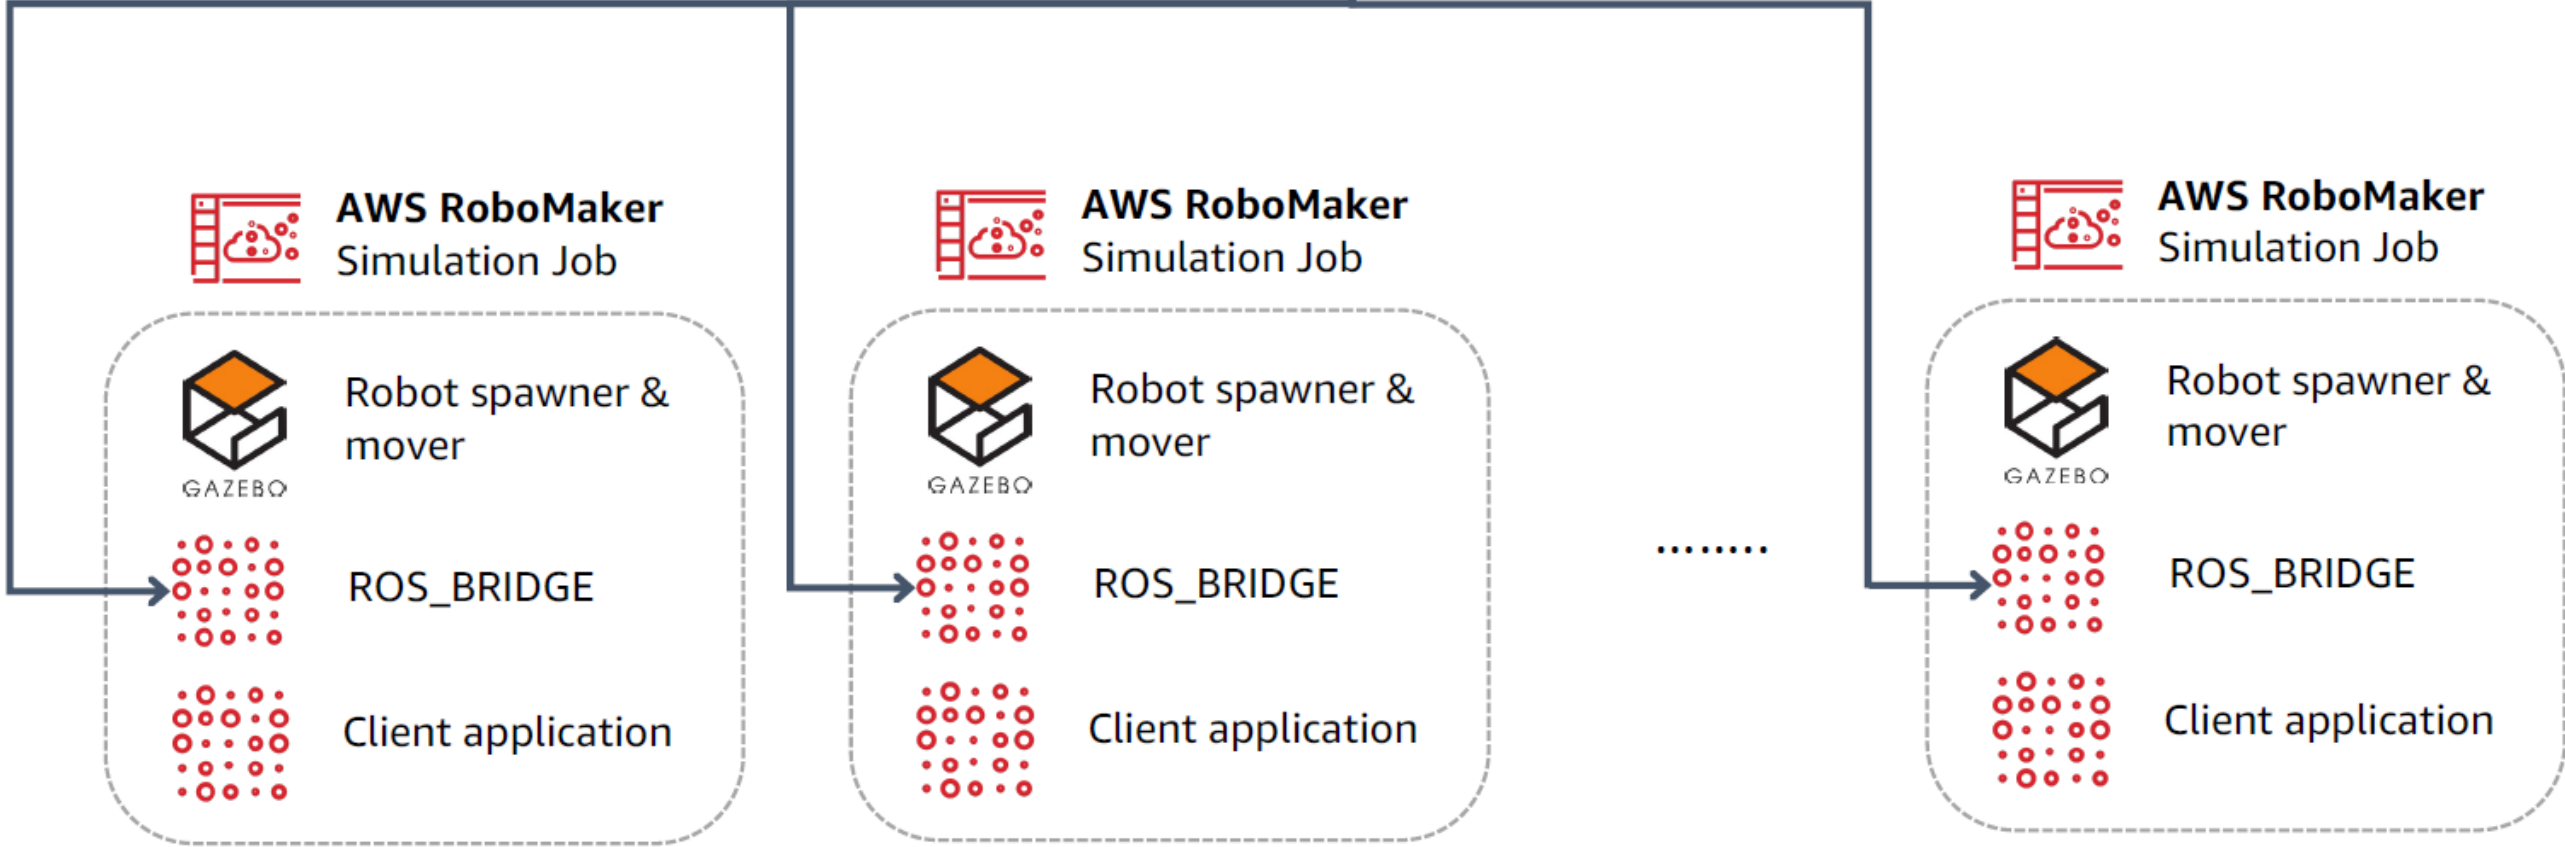 AWS RoboMaker
Simulation Job
Robot spawner &
mover
GAZEBO
ROS_BRIDGE
Client application
AWS RoboMaker
Simulation Job
Robot spawner &
mover
GAZEBO
ROS_BRIDGE
Client application
........
AWS RoboMaker
Simulation Job
Robot spawner &
mover
GAZEBO
ROS_BRIDGE
Client application